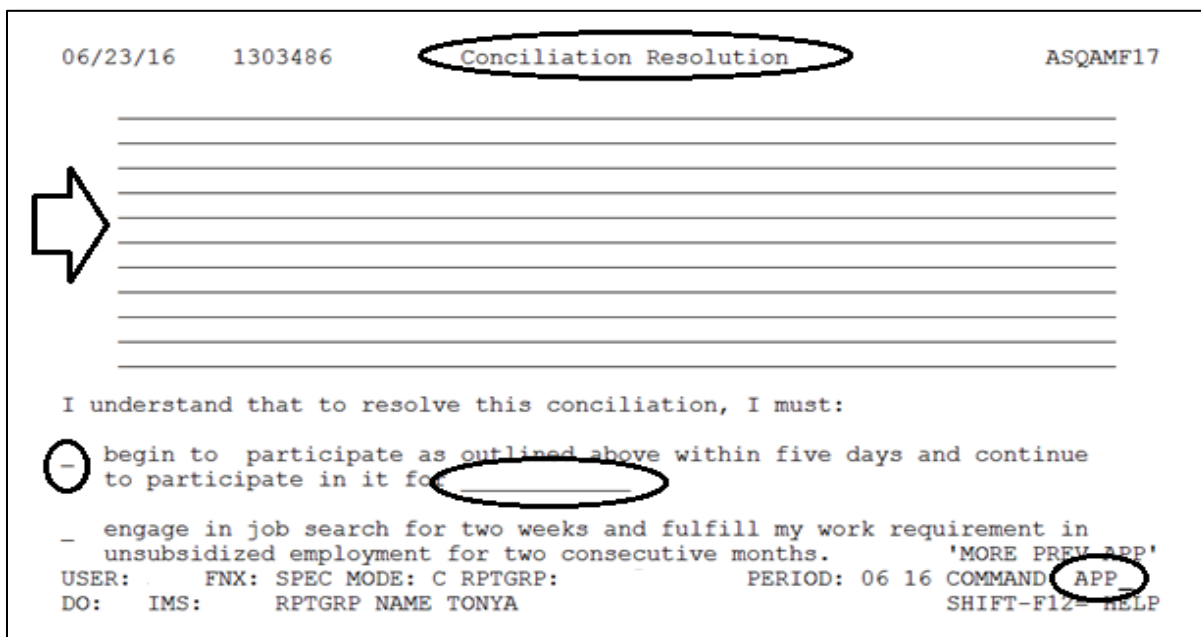 06/23/16 1303486 Conciliation Resolution ASQAMF17
I understand that to resolve this conciliation, I must:
_ begin to participate as outlined above within five days and continue
to participate in it for ______________
_ engage in job search for two weeks and fulfill my work requirement in
unsubsidized employment for two consecutive months. 'MORE PREV APP'
USER: FNX: SPEC MODE: C RPTGRP: PERIOD: 06 16 COMMAND: APP_
DO: IMS: RPTGRP NAME TONYA SHIFT-F12= HELP